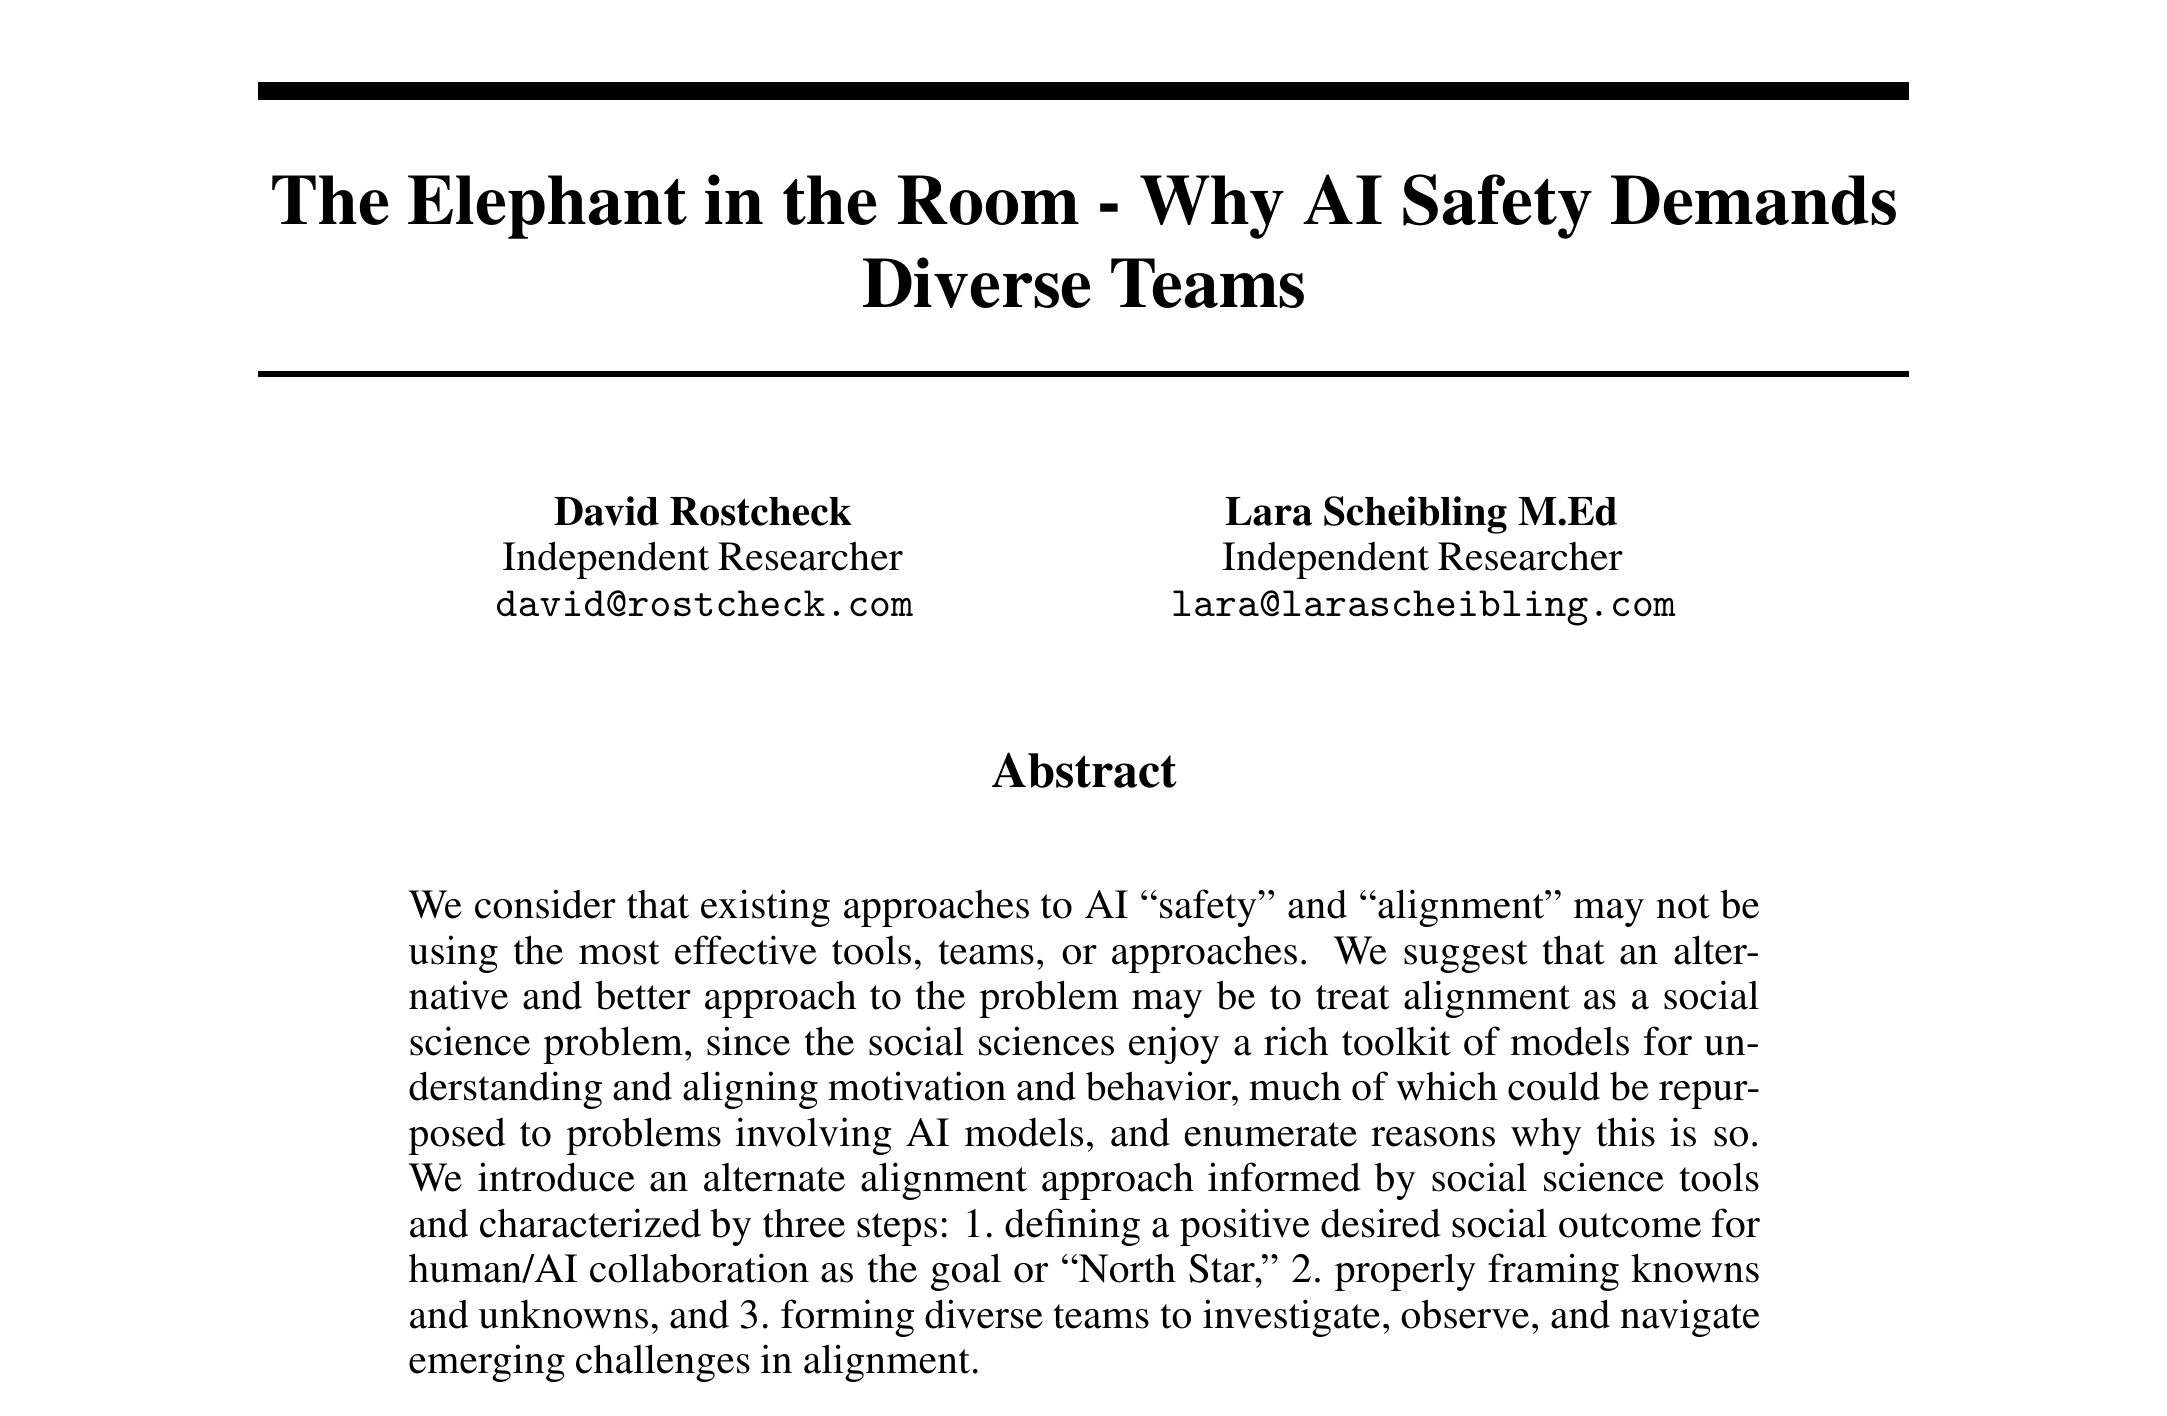 The Elephant in the Room - Why AI Safety Demands
Diverse Teams
David Rostcheck
Independent Researcher
david@rostcheck.com
Lara Scheibling M.Ed
Independent Researcher
lara@larascheibling.com
Abstract
We consider that existing approaches to AI “safety” and “alignment” may not be
using the most effective tools, teams, or approaches. We suggest that an alter-
native and better approach to the problem may be to treat alignment as a social
science problem, since the social sciences enjoy a rich toolkit of models for un-
derstanding and aligning motivation and behavior, much of which could be repur-
posed to problems involving AI models, and enumerate reasons why this is so.
We introduce an alternate alignment approach informed by social science tools
and characterized by three steps: 1. defining a positive desired social outcome for
human/AI collaboration as the goal or “North Star,” 2. properly framing knowns
and unknowns, and 3. forming diverse teams to investigate, observe, and navigate
emerging challenges in alignment.